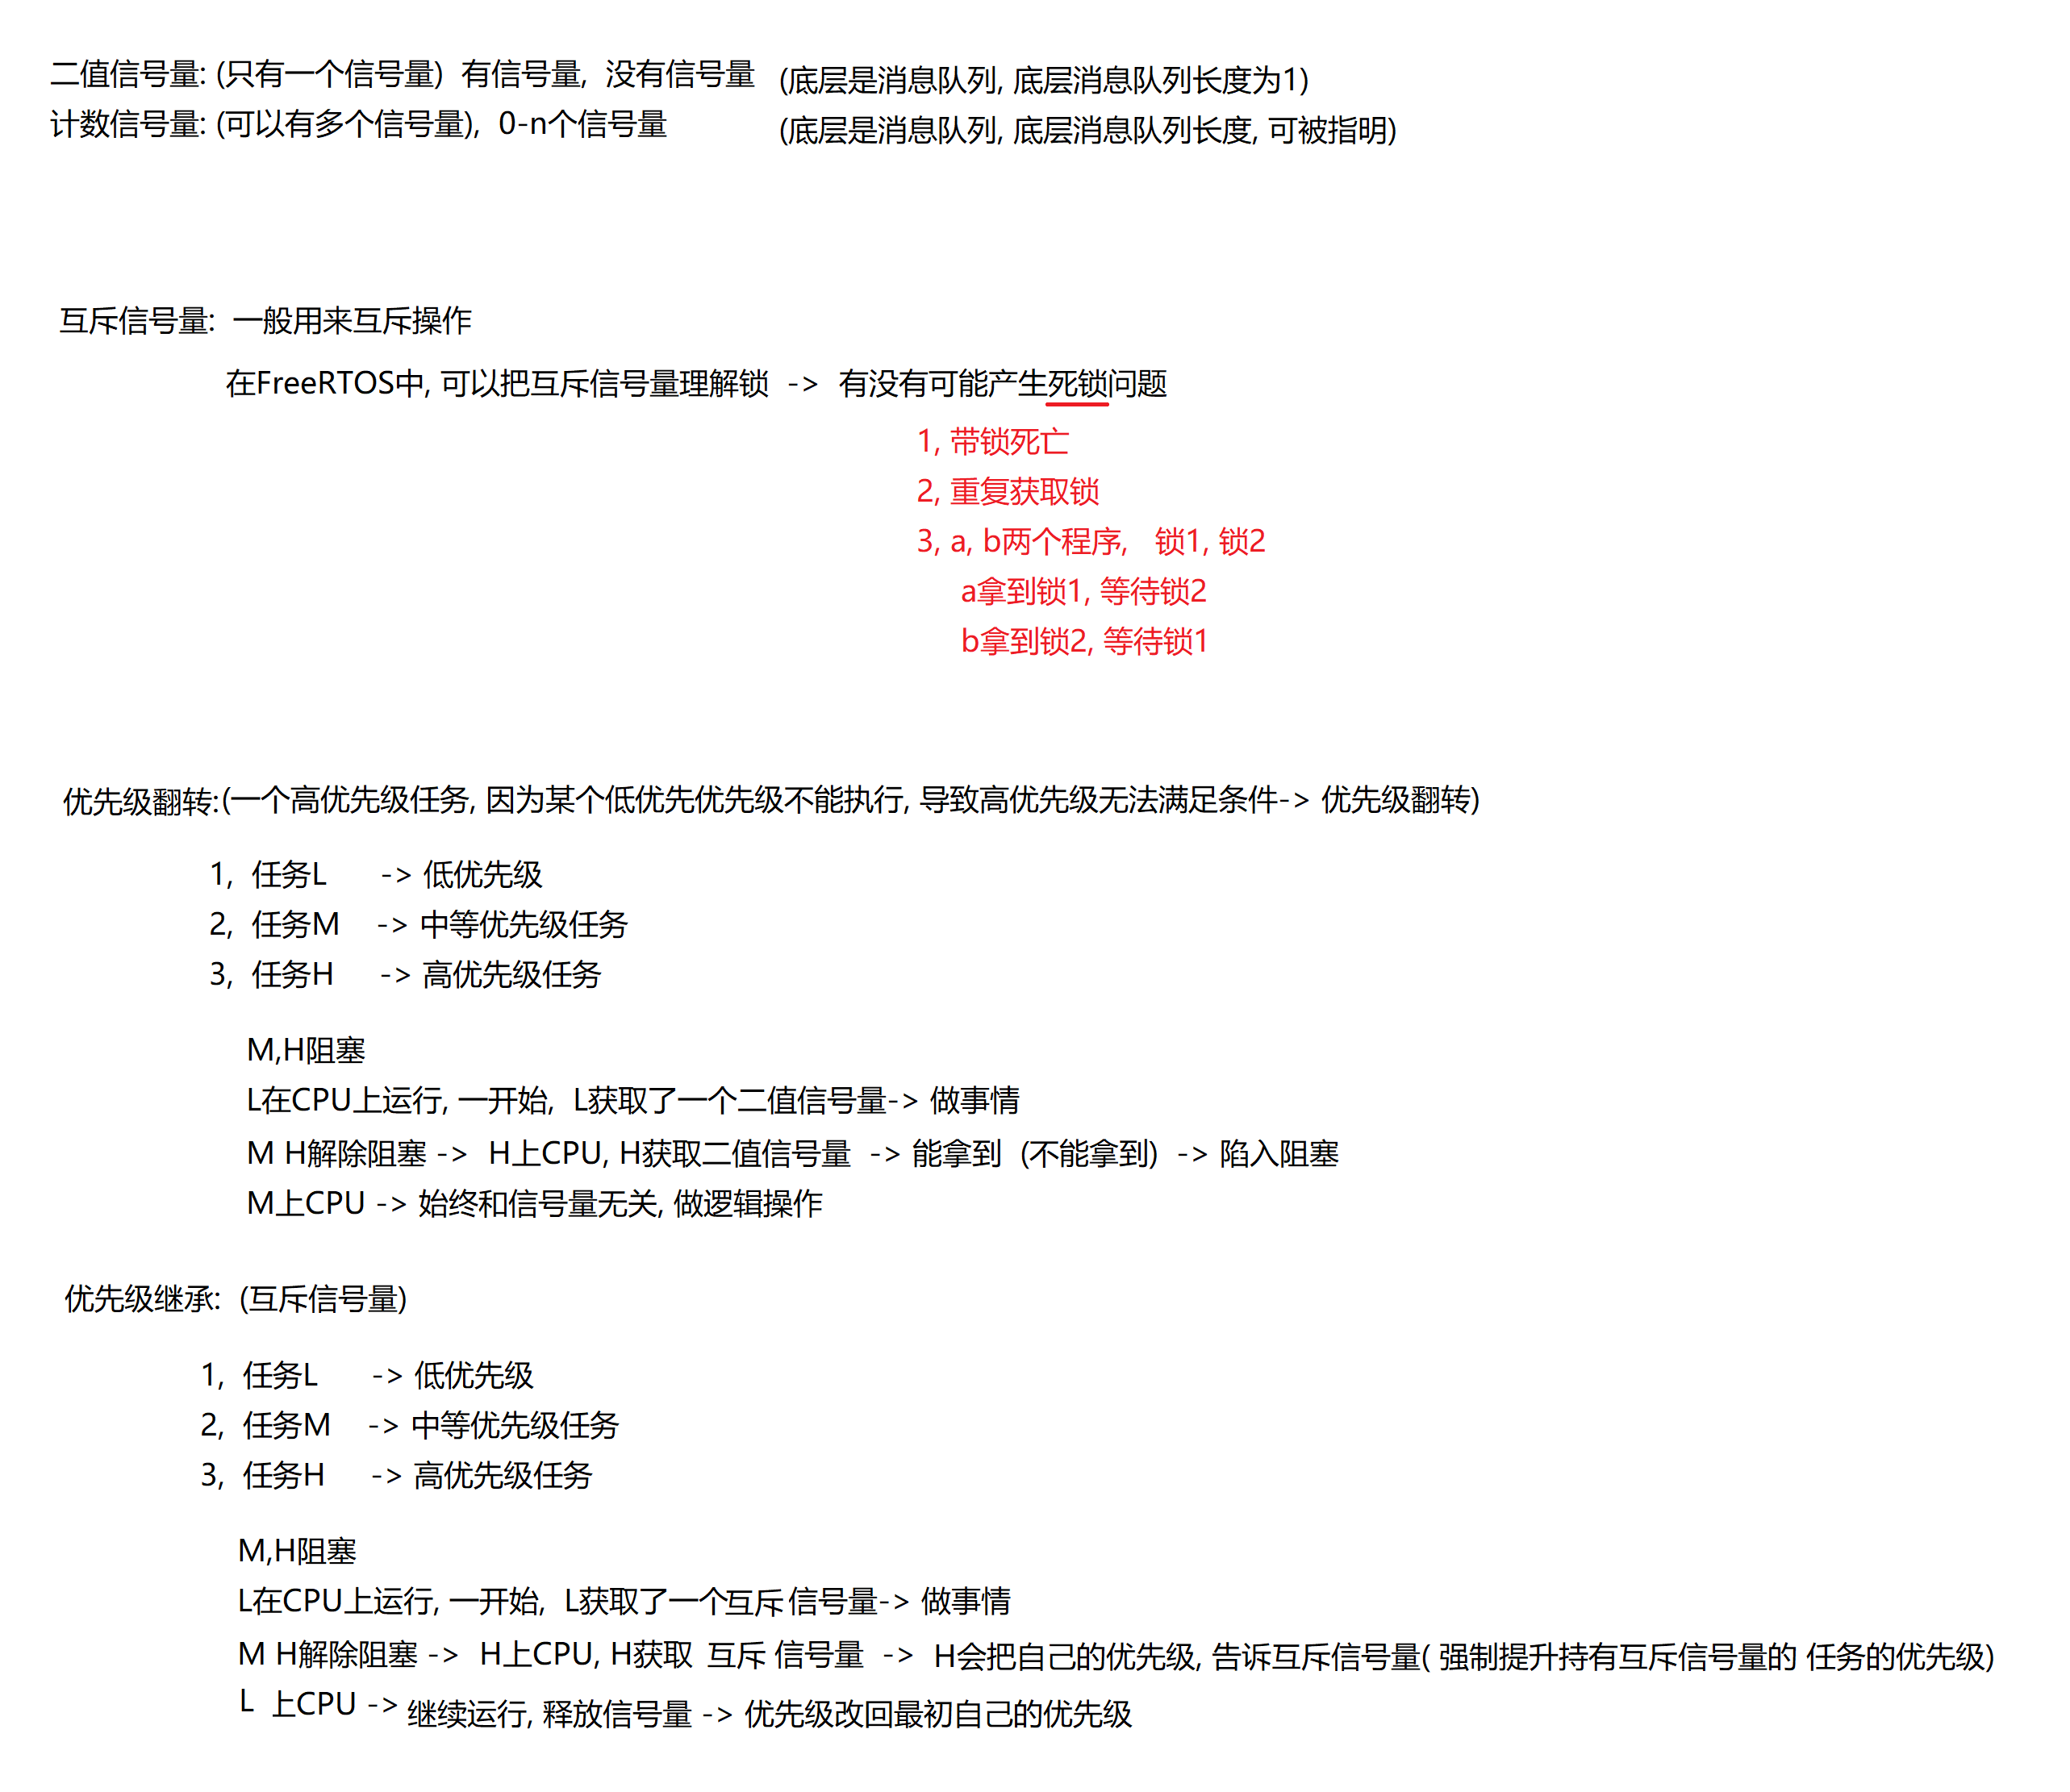 二值信号量: (只有一个信号量) 有信号量, 没有信号量 (底层是消息队列, 底层消息队列长度为1)
计数信号量: (可以有多个信号量), 0-n个信号量 (底层是消息队列, 底层消息队列长度, 可被指明)
互斥信号量: 一般用来互斥操作
在FreeRTOS中, 可以把互斥信号量理解锁 -> 有没有可能产生死锁问题
1, 带锁死亡
2, 重复获取锁
3, a, b两个程序, 锁1, 锁2
a拿到锁1, 等待锁2
b拿到锁2, 等待锁1
优先级翻转:(一个高优先级任务, 因为某个低优先优先级不能执行, 导致高优先级无法满足条件-> 优先级翻转)
1, 任务L -> 低优先级
2, 任务M -> 中等优先级任务
3, 任务H -> 高优先级任务
M,H阻塞
L在CPU上运行, 一开始, L获取了一个二值信号量-> 做事情
M H解除阻塞 -> H上CPU, H获取二值信号量 -> 能拿到 (不能拿到) -> 陷入阻塞
M上CPU -> 始终和信号量无关, 做逻辑操作
优先级继承: (互斥信号量)
1, 任务L -> 低优先级
2, 任务M -> 中等优先级任务
3, 任务H -> 高优先级任务
M,H阻塞
L在CPU上运行, 一开始, L获取了一个互斥 信号量-> 做事情
M H解除阻塞 -> H上CPU, H获取 互斥 信号量 -> H会把自己的优先级, 告诉互斥信号量( 强制提升持有互斥信号量的 任务的优先级)
L 上CPU -> 继续运行, 释放信号量 -> 优先级改回最初自己的优先级